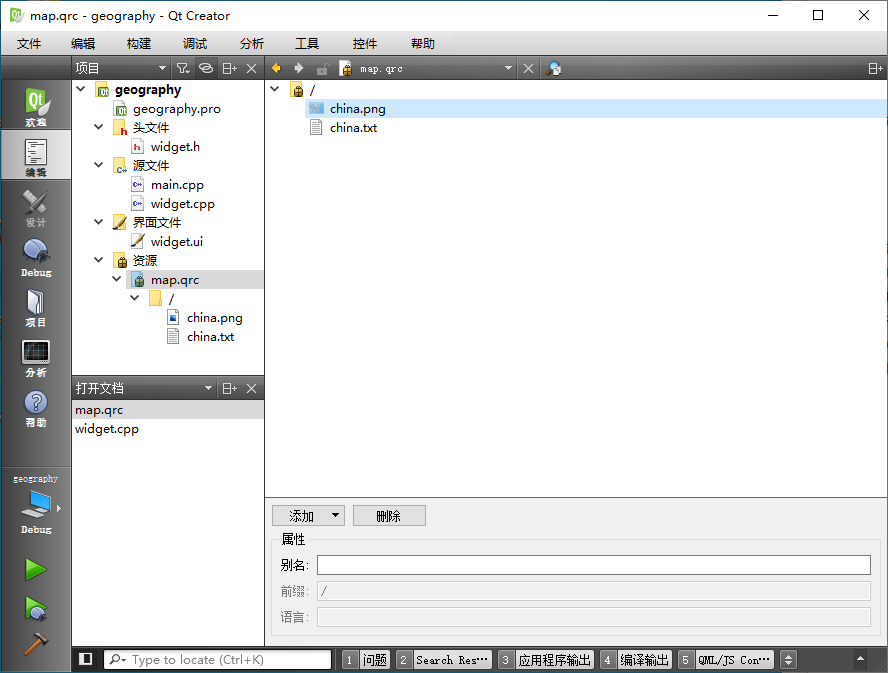 map.qrc - geography - Qt Creator
文件 编辑 构建 调试 分析 工具 控件 帮助
项目
map.qrc
欢迎
编辑
设计
Debug
项目
分析
帮助
geography
Debug
geography
geography.pro
头文件
widget.h
源文件
main.cpp
widget.cpp
界面文件
widget.ui
资源
map.qrc
/
china.png
china.txt
打开文档
map.qrc
widget.cpp
/
china.png
china.txt
添加 删除
属性
别名:
前缀: /
语言:
Type to locate (Ctrl+K)
1 问题 2 Search Res… 3 应用程序输出 4 编译输出 5 QML/JS Con…